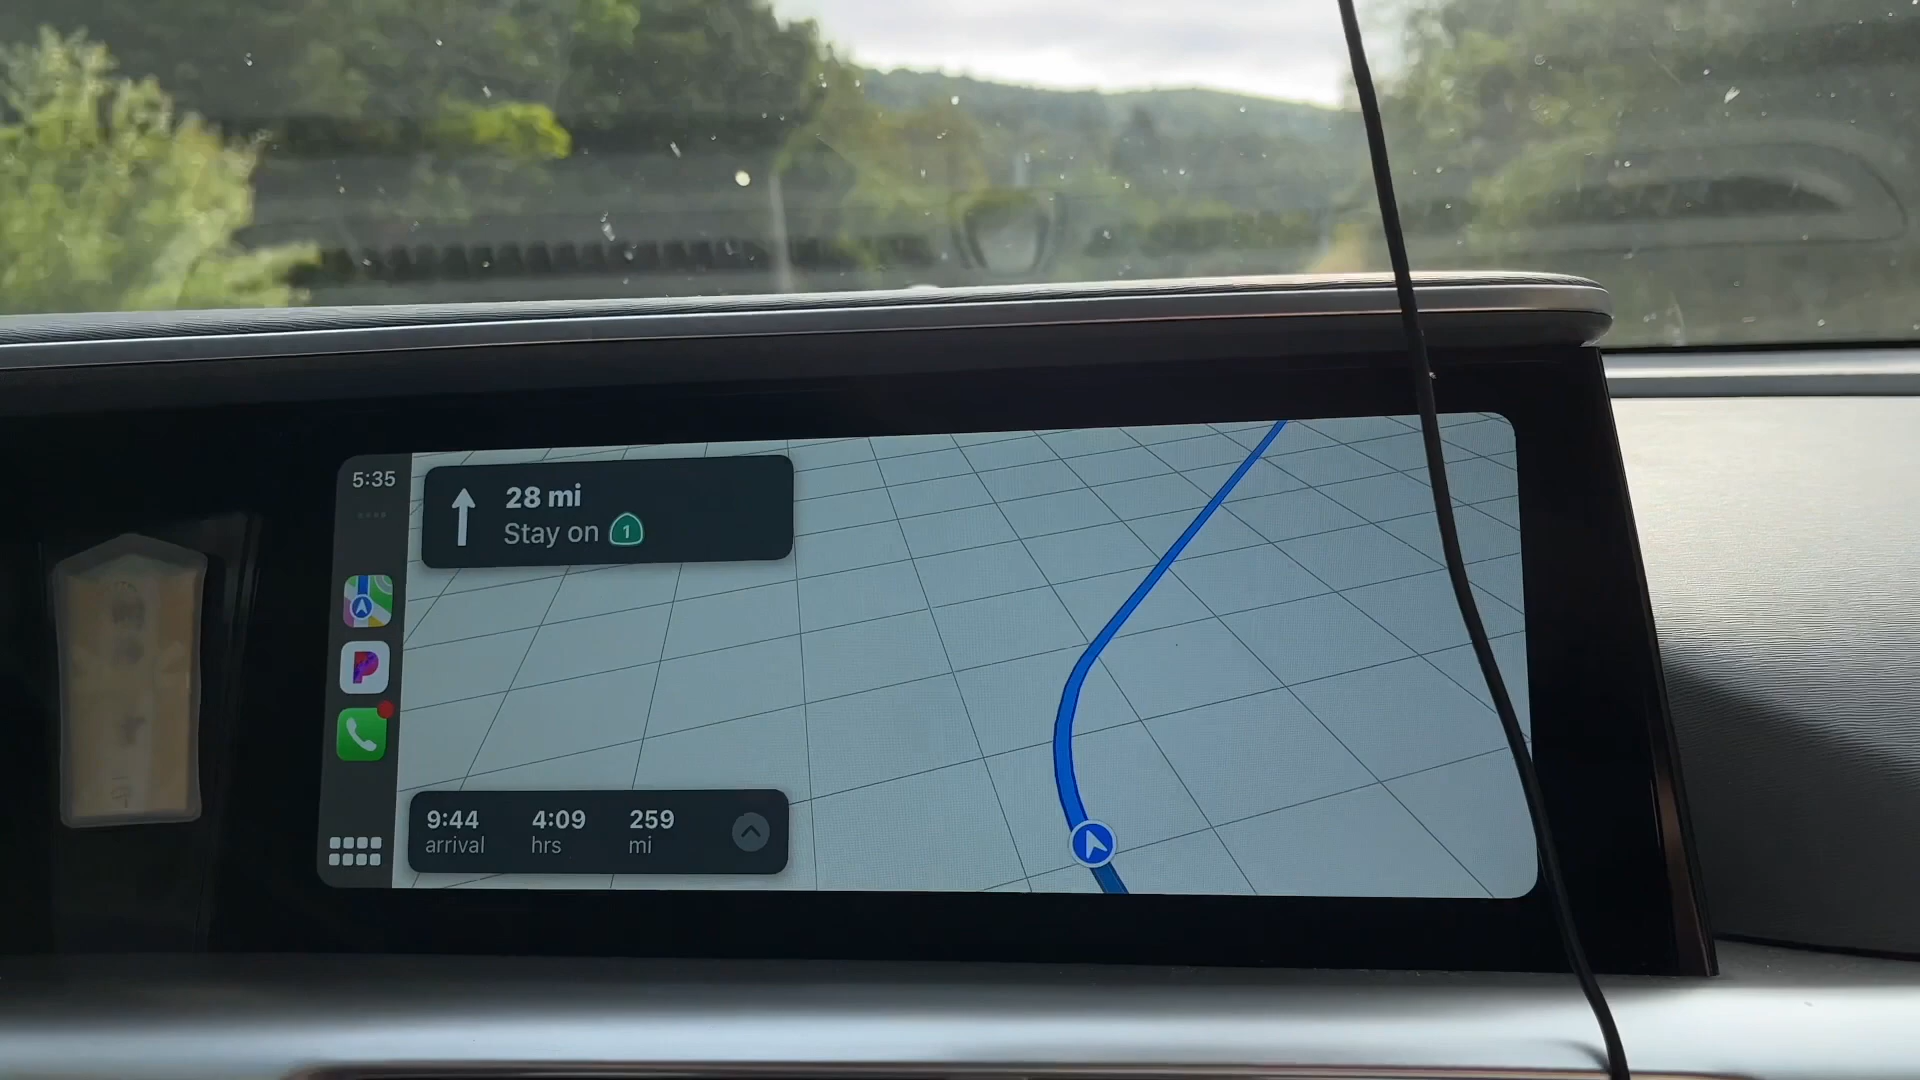 5:35
28 mi
Stay on 1
9:44 4:09 259
arrival hrs mi